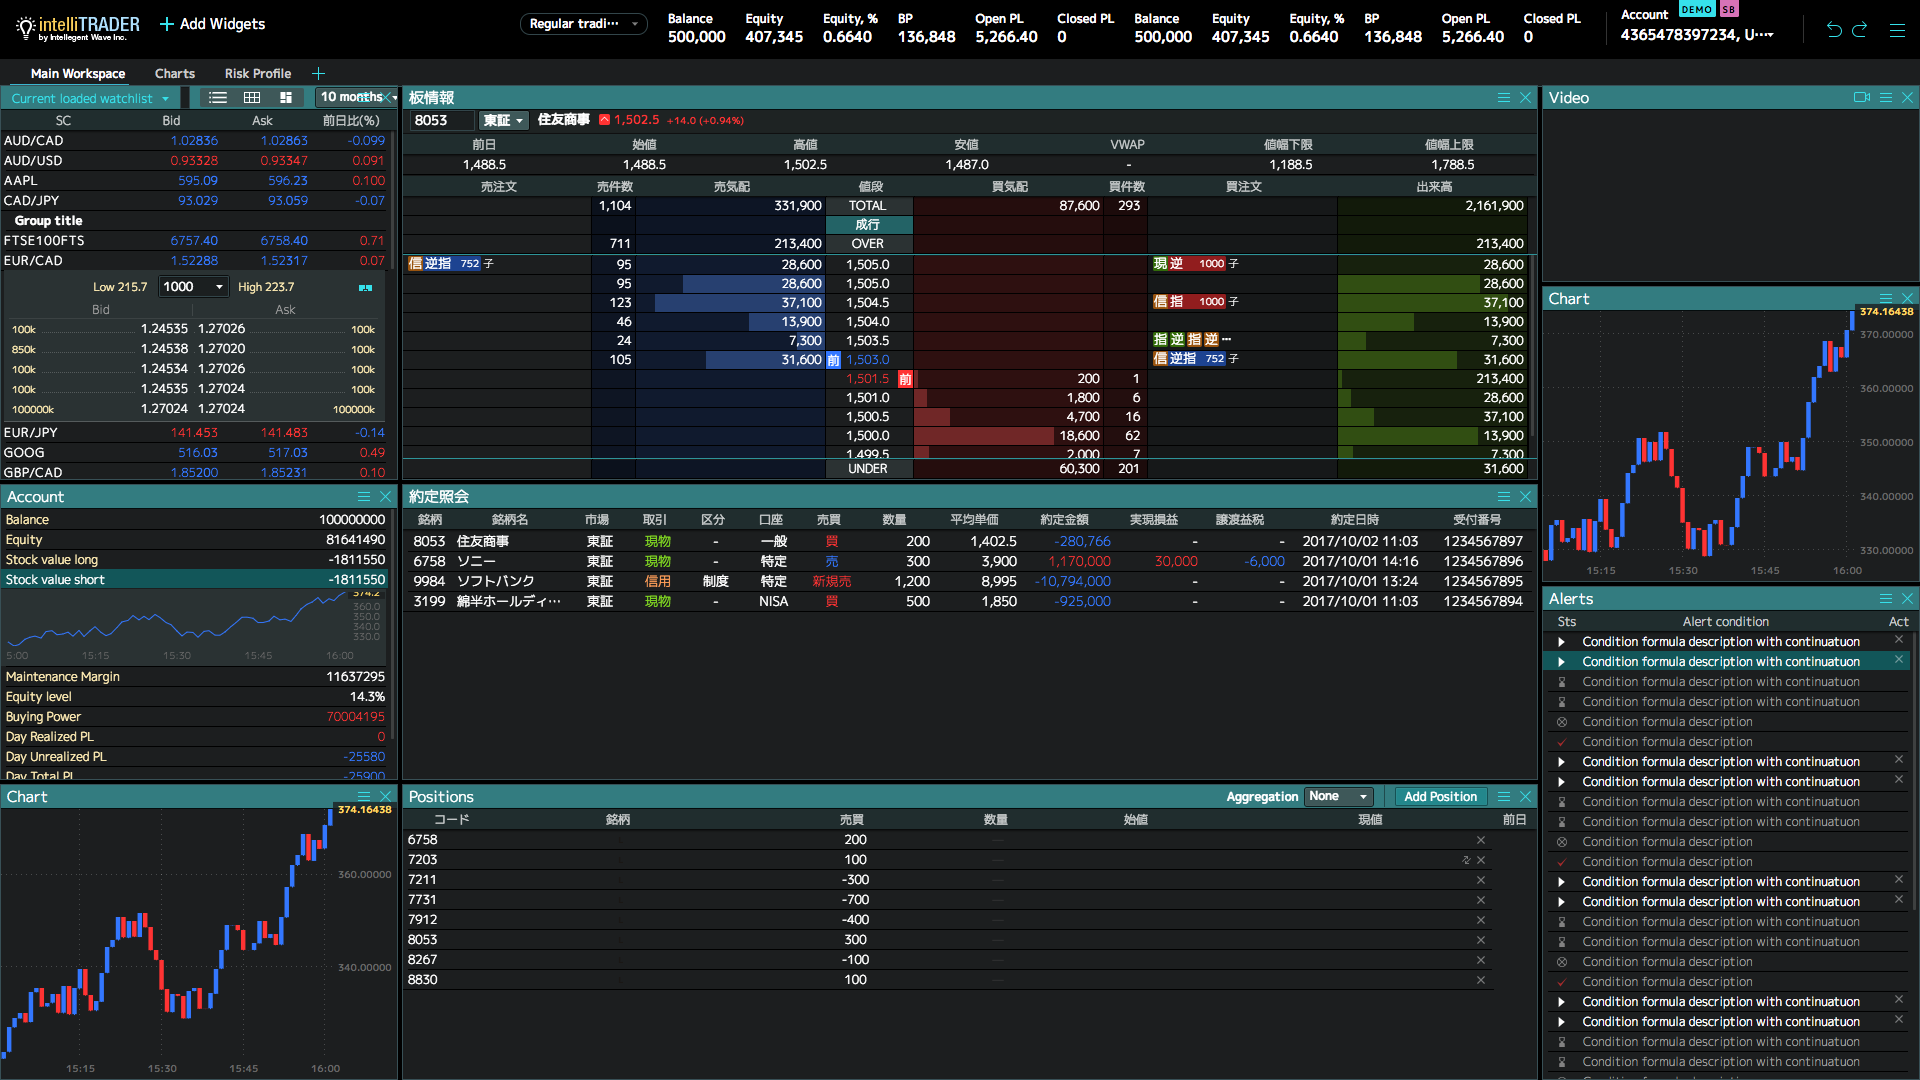 intelliTRADER
by Intellegent Wave Inc.
Add Widgets
Regular tradi···
Balance 500,000
Equity 407,345
Equity, % 0.6640
BP 136,848
Open PL 5,266.40
Closed PL 0
Balance 500,000
Equity 407,345
Equity, % 0.6640
BP 136,848
Open PL 5,266.40
Closed PL 0
Account DEMO SB
4365478397234, U···
Main Workspace Charts Risk Profile
Current loaded watchlist 10 months
SC Bid Ask 前日比(%)
AUD/CAD 1.02836 1.02863 -0.099
AUD/USD 0.93328 0.93347 0.091
AAPL 595.09 596.23 0.100
CAD/JPY 93.029 93.059 -0.07
Group title
FTSE100FTS 6757.40 6758.40 0.71
EUR/CAD 1.52288 1.52317 0.07
Low 215.7 1000 High 223.7
Bid Ask
100k 1.24535 1.27026 100k
850k 1.24538 1.27020 100k
100k 1.24534 1.27026 100k
100k 1.24535 1.27024 100k
100000k 1.27024 1.27024 100000k
EUR/JPY 141.453 141.483 -0.14
GOOG 516.03 517.03 0.49
GBP/CAD 1.85200 1.85231 0.10
板情報
8053 東証 住友商事 1,502.5 +14.0 (+0.94%)
前日 始値 高値 安値 VWAP 値幅下限 値幅上限
1,488.5 1,488.5 1,502.5 1,487.0 - 1,188.5 1,788.5
売注文 売件数 売気配 値段 買気配 買件数 買注文 出来高
1,104 331,900 TOTAL 87,600 293 2,161,900
成行
711 213,400 OVER 213,400
信 逆指 752 子 95 28,600 1,505.0 現 逆 1000 子 28,600
95 28,600 1,505.0 28,600
123 37,100 1,504.5 信 指 1000 子 37,100
46 13,900 1,504.0 13,900
24 7,300 1,503.5 指 逆 指 逆 ··· 7,300
105 31,600 前 1,503.0 信 逆指 752 子 31,600
1,501.5 前 200 1 213,400
1,501.0 1,800 6 28,600
1,500.5 4,700 16 37,100
1,500.0 18,600 62 13,900
1,499.5 2,000 7 7,300
UNDER 60,300 201 31,600
Video
Chart
374.16438
370.00000
360.00000
350.00000
340.00000
330.00000
15:15 15:30 15:45 16:00
Account
Balance 100000000
Equity 81641490
Stock value long -1811550
Stock value short -1811550
374.2
360.0
350.0
340.0
330.0
5:00 15:15 15:30 15:45 16:00
Maintenance Margin 11637295
Equity level 14.3%
Buying Power 70004195
Day Realized PL 0
Day Unrealized PL -25580
Day Total PL -25900
約定照会
銘柄 銘柄名 市場 取引 区分 口座 売買 数量 平均単価 約定金額 実現損益 譲渡益税 約定日時 受付番号
8053 住友商事 東証 現物 - 一般 買 200 1,402.5 -280,766 - - 2017/10/02 11:03 1234567897
6758 ソニー 東証 現物 - 特定 売 300 3,900 1,170,000 30,000 -6,000 2017/10/01 14:16 1234567896
9984 ソフトバンク 東証 信用 制度 特定 新規売 1,200 8,995 -10,794,000 - - 2017/10/01 13:24 1234567895
3199 綿半ホールディ··· 東証 現物 - NISA 買 500 1,850 -925,000 - - 2017/10/01 11:03 1234567894
Alerts
Sts Alert condition Act
Condition formula description with continuatuon
Condition formula description with continuatuon
Condition formula description with continuatuon
Condition formula description with continuatuon
Condition formula description
Condition formula description
Condition formula description with continuatuon
Condition formula description with continuatuon
Condition formula description with continuatuon
Condition formula description with continuatuon
Condition formula description
Condition formula description
Condition formula description with continuatuon
Condition formula description with continuatuon
Condition formula description with continuatuon
Condition formula description with continuatuon
Condition formula description
Condition formula description
Condition formula description with continuatuon
Condition formula description with continuatuon
Condition formula description with continuatuon
Condition formula description with continuatuon
Chart
374.16438
360.00000
340.00000
15:15 15:30 15:45 16:00
Positions Aggregation None Add Position
コード 銘柄 売買 数量 始値 現値 前日
6758 200
7203 100
7211 -300
7731 -700
7912 -400
8053 300
8267 -100
8830 100